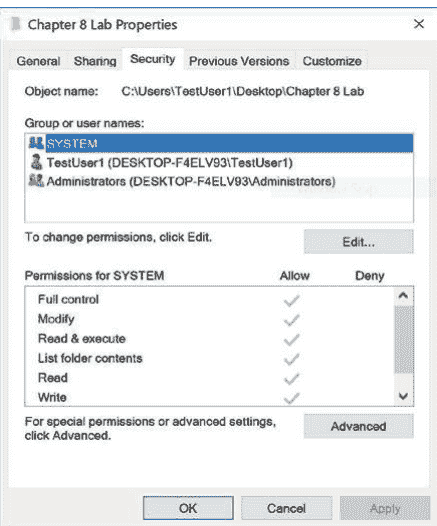 Chapter 8 Lab Properties
General Sharing Security Previous Versions Customize
Object name: C:\Users\TestUser1\Desktop\Chapter 8 Lab
Group or user names:
SYSTEM
TestUser1 (DESKTOP-F4ELV93\TestUser1)
Administrators (DESKTOP-F4ELV93\Administrators)
To change permissions, click Edit.
Edit...
Permissions for SYSTEM Allow Deny
Full control
Modify
Read & execute
List folder contents
Read
Write
For special permissions or advanced settings,
click Advanced.
Advanced
OK Cancel Apply